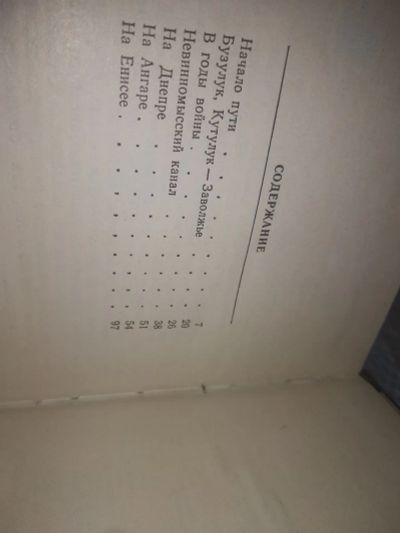 СОДЕРЖАНИЕ
Начало пути . . . . . . . . 7
Бузулук, Кутулук — Заволжье . . . . 20
В годы войны . . . . . . . . 26
Невинномысский канал . . . . . . 38
На Днепре . . . . . . . . 51
На Ангаре . . . . . . . . 54
На Енисее . . . . . . . . 97